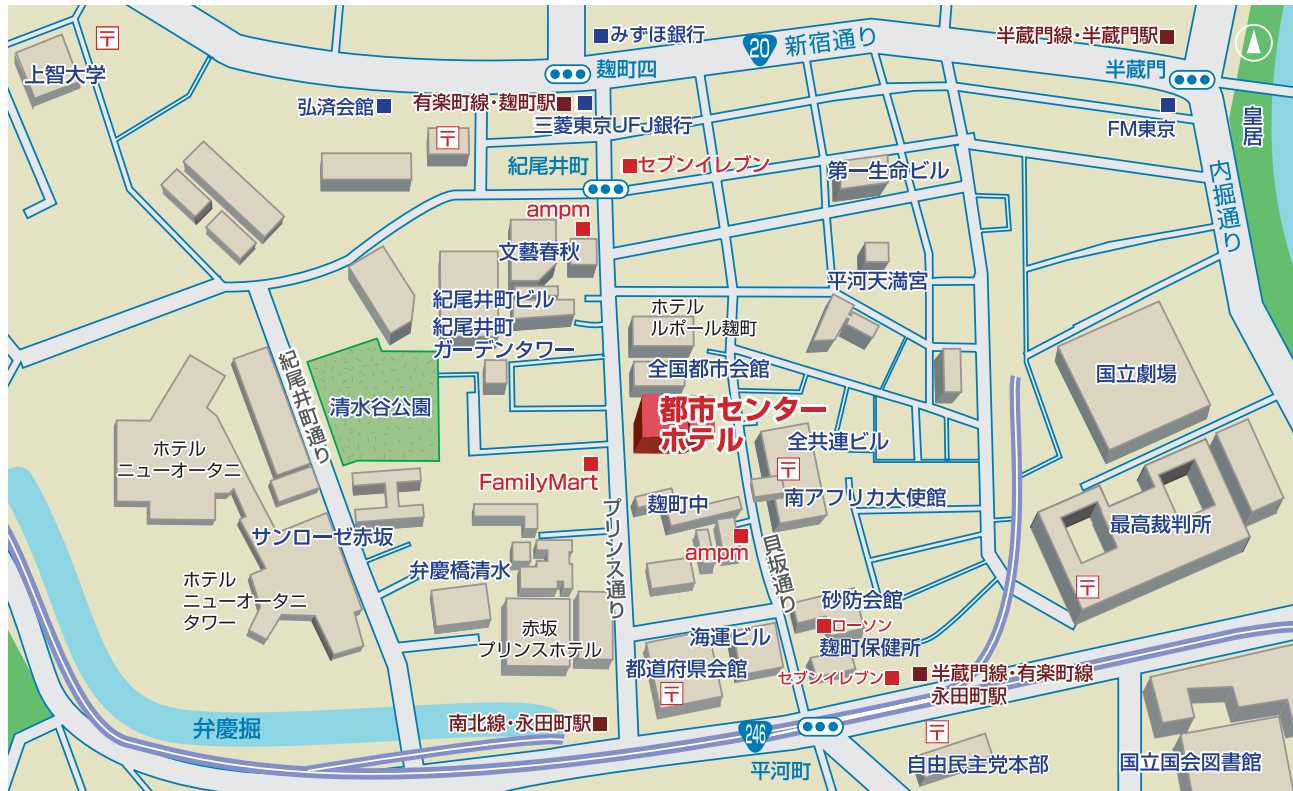 みずほ銀行
20
新宿通り
半蔵門線・半蔵門駅
上智大学
麹町四
半蔵門
弘済会館
有楽町線・麹町駅
三菱東京UFJ銀行
FM東京
皇居
紀尾井町
セブンイレブン
第一生命ビル
内堀通り
ampm
文藝春秋
平河天満宮
紀尾井町ビル
ホテル
ルポール麹町
紀尾井町
ガーデンタワー
紀尾井町通り
全国都市会館
国立劇場
清水谷公園
都市センター
ホテル
ホテル
ニューオータニ
全共連ビル
FamilyMart
麹町中
南アフリカ大使館
プリンス通り
サンローゼ赤坂
最高裁判所
ampm
貝坂通り
弁慶橋清水
ホテル
ニューオータニ
タワー
砂防会館
ローソン
赤坂
プリンスホテル
海運ビル
麹町保健所
都道府県会館
セブンイレブン
半蔵門線・有楽町線
永田町駅
弁慶掘
南北線・永田町駅
246
平河町
自由民主党本部
国立国会図書館